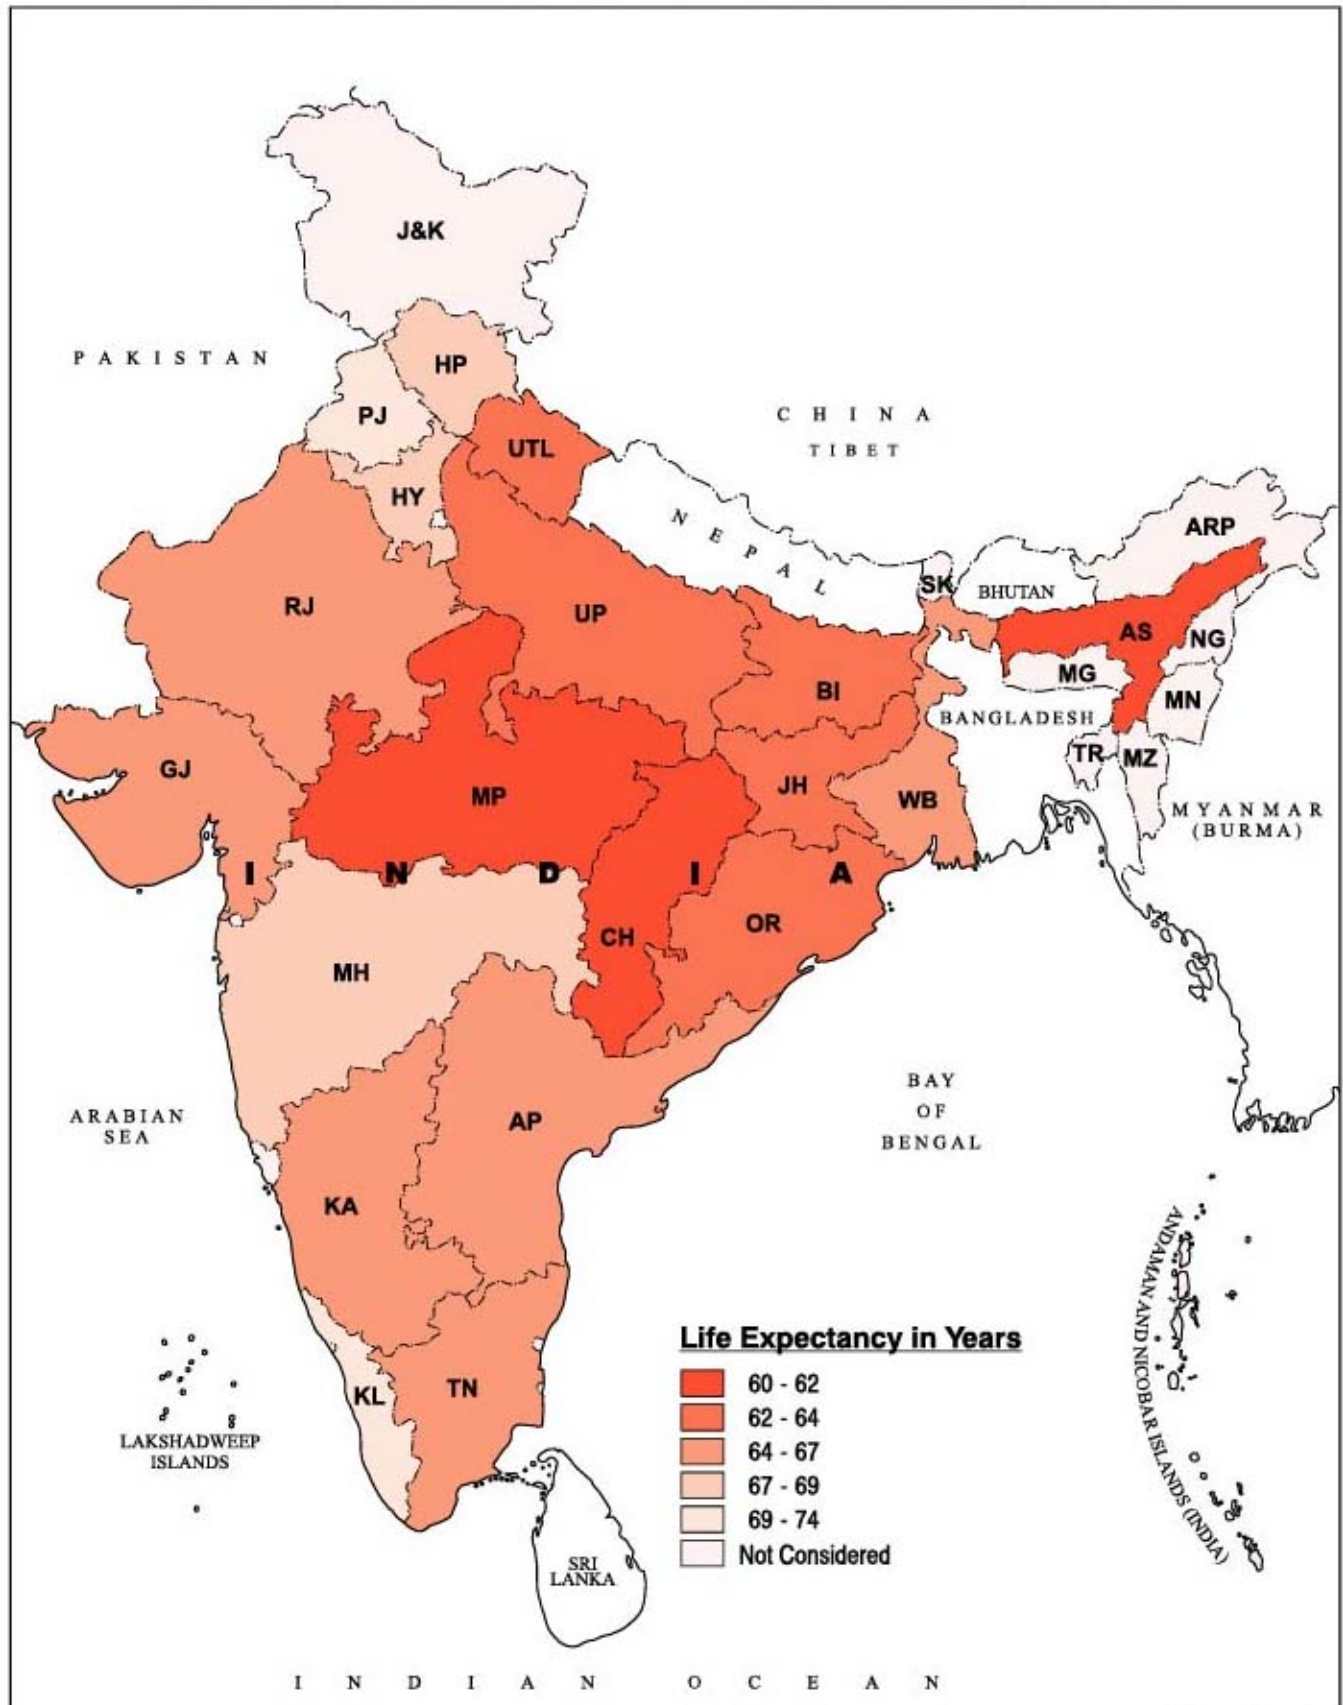 J&K
PAKISTAN
HP
PJ
CHINA
TIBET
UTL
HY
NEPAL
ARP
SK
BHUTAN
RJ
UP
AS
NG
MG
BI
MN
BANGLADESH
GJ
TR
MZ
MP
JH
WB
MYANMAR
(BURMA)
INDIA
OR
CH
MH
BAY
OF
BENGAL
ARABIAN
SEA
AP
KA
ANDAMAN AND NICOBAR ISLANDS (INDIA)
Life Expectancy in Years
60 - 62
62 - 64
64 - 67
67 - 69
69 - 74
Not Considered
KL
TN
LAKSHADWEEP
ISLANDS
SRI
LANKA
INDIAN OCEAN